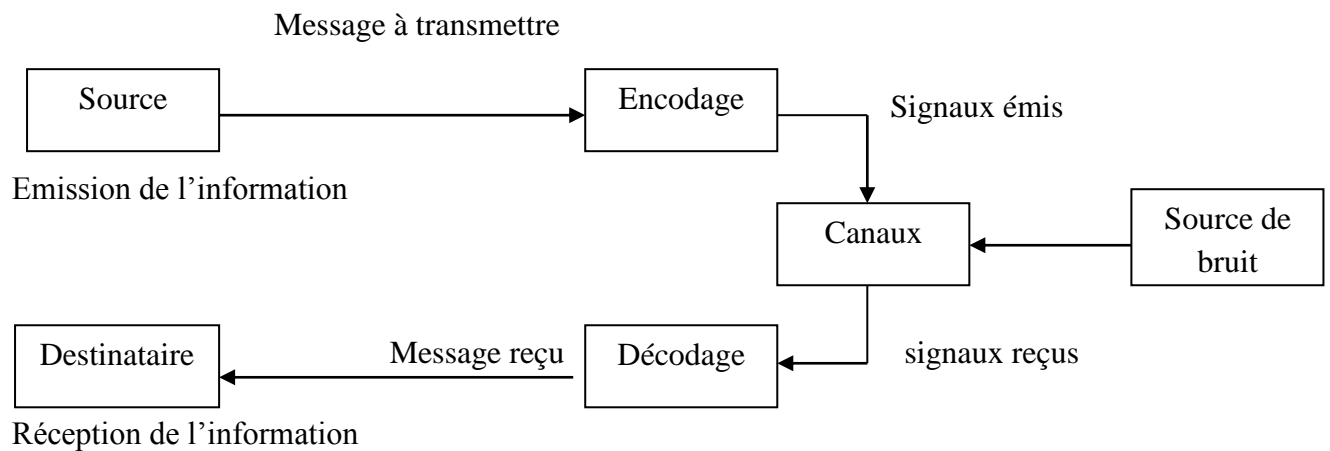 Message à transmettre
Source
Encodage
Signaux émis
Emission de l’information
Canaux
Source de
bruit
Destinataire
Message reçu
Décodage
signaux reçus
Réception de l’information